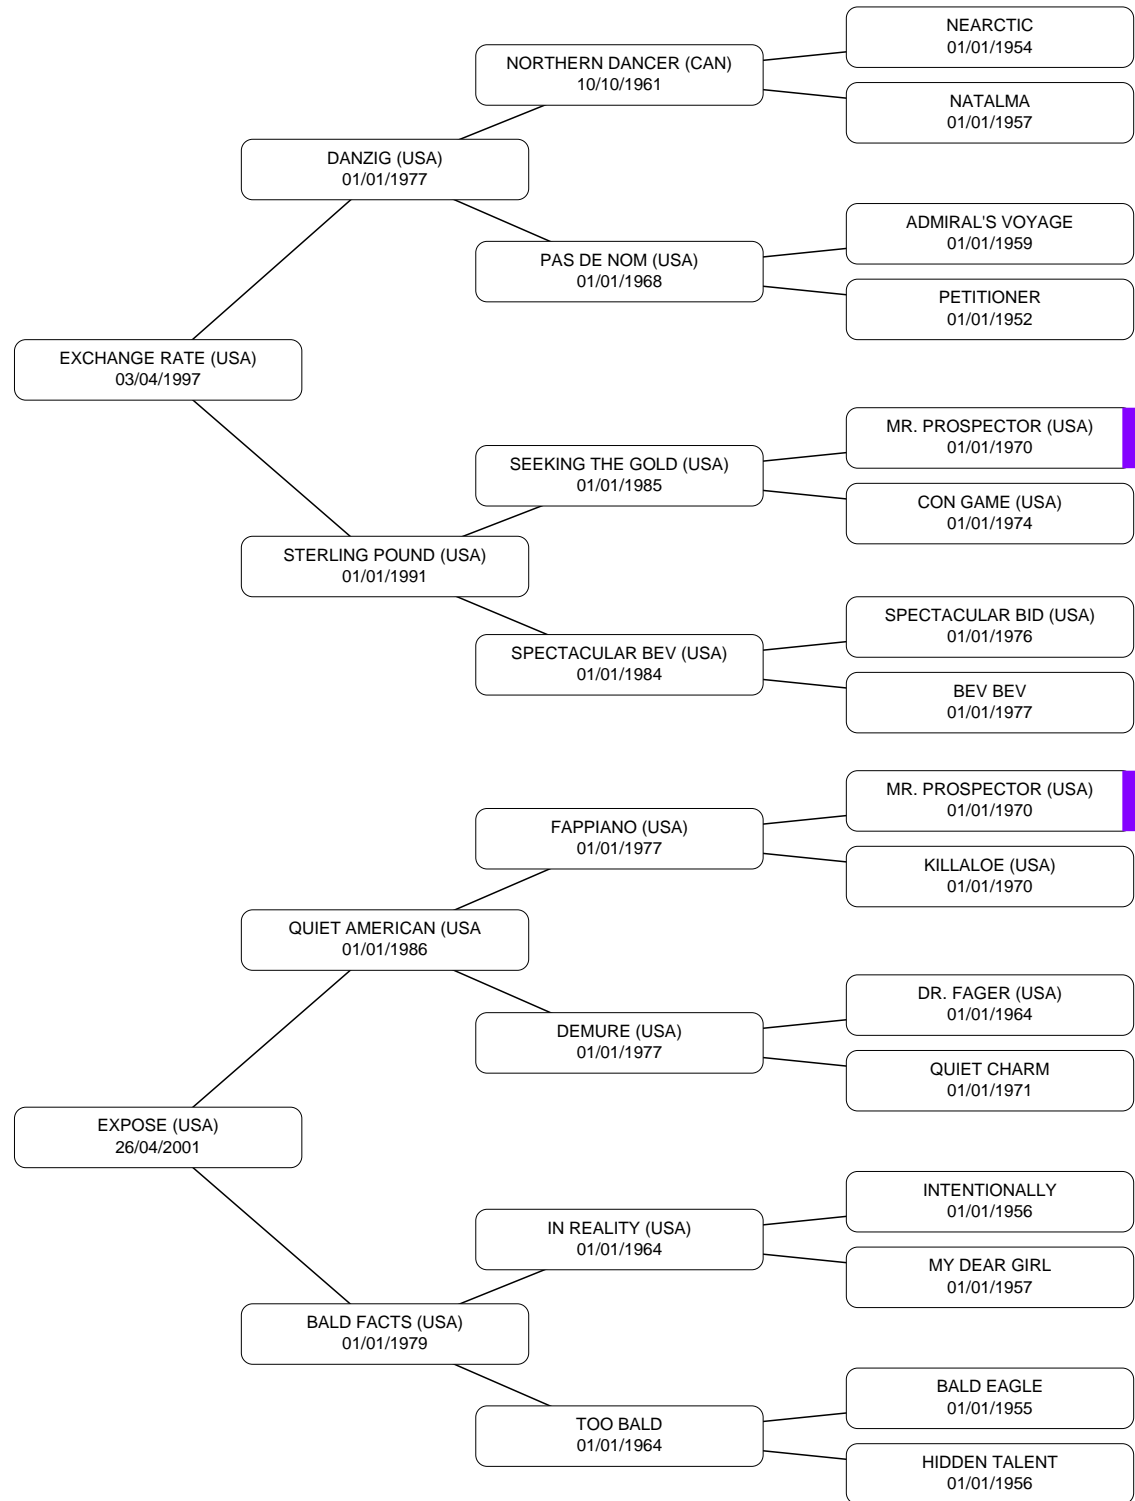 NEARCTIC
01/01/1954
NORTHERN DANCER (CAN)
10/10/1961
NATALMA
01/01/1957
DANZIG (USA)
01/01/1977
ADMIRAL'S VOYAGE
01/01/1959
PAS DE NOM (USA)
01/01/1968
PETITIONER
01/01/1952
EXCHANGE RATE (USA)
03/04/1997
MR. PROSPECTOR (USA)
01/01/1970
SEEKING THE GOLD (USA)
01/01/1985
CON GAME (USA)
01/01/1974
STERLING POUND (USA)
01/01/1991
SPECTACULAR BID (USA)
01/01/1976
SPECTACULAR BEV (USA)
01/01/1984
BEV BEV
01/01/1977
MR. PROSPECTOR (USA)
01/01/1970
FAPPIANO (USA)
01/01/1977
KILLALOE (USA)
01/01/1970
QUIET AMERICAN (USA
01/01/1986
DR. FAGER (USA)
01/01/1964
DEMURE (USA)
01/01/1977
QUIET CHARM
01/01/1971
EXPOSE (USA)
26/04/2001
INTENTIONALLY
01/01/1956
IN REALITY (USA)
01/01/1964
MY DEAR GIRL
01/01/1957
BALD FACTS (USA)
01/01/1979
BALD EAGLE
01/01/1955
TOO BALD
01/01/1964
HIDDEN TALENT
01/01/1956